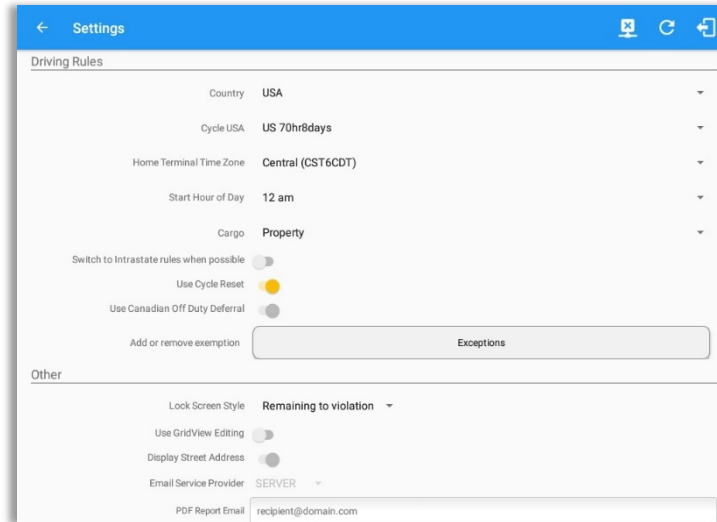 Settings
Driving Rules
Country USA
Cycle USA US 70hr8days
Home Terminal Time Zone Central (CST6CDT)
Start Hour of Day 12 am
Cargo Property
Switch to Intrastate rules when possible
Use Cycle Reset
Use Canadian Off Duty Deferral
Add or remove exemption Exceptions
Other
Lock Screen Style Remaining to violation
Use GridView Editing
Display Street Address
Email Service Provider SERVER
PDF Report Email recipient@domain.com